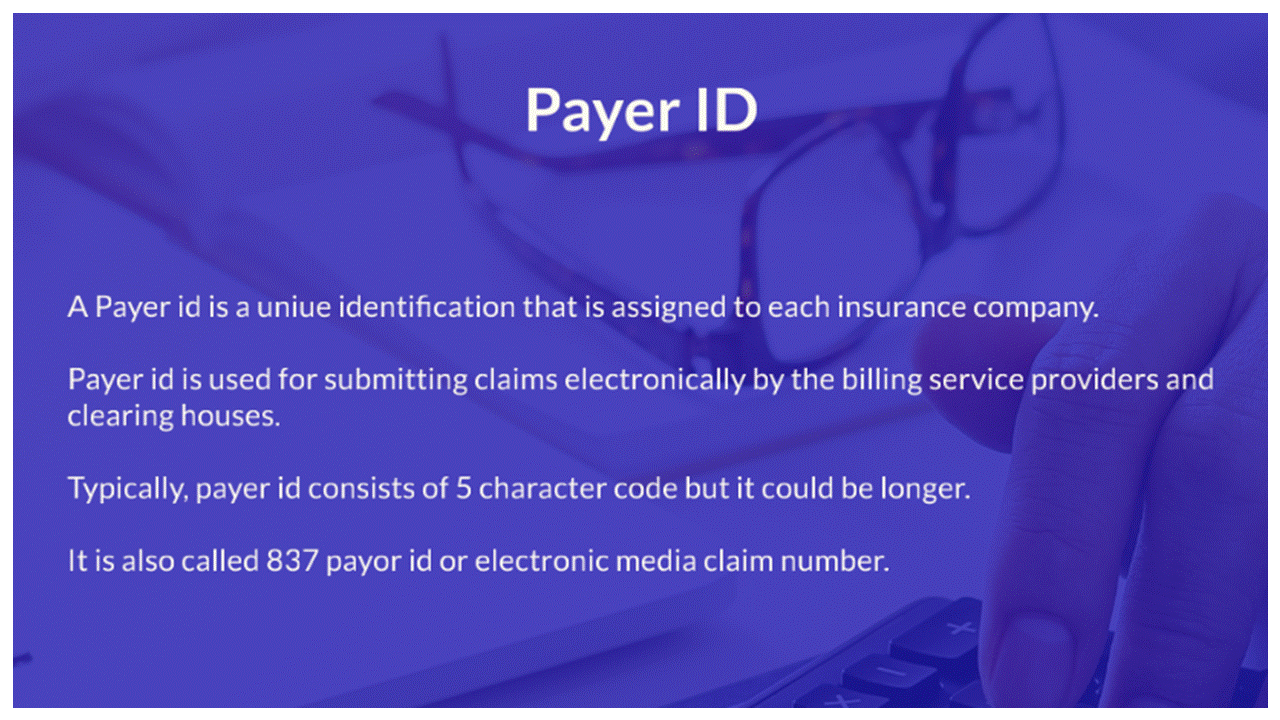 Payer ID
A Payer id is a uniue identification that is assigned to each insurance company.
Payer id is used for submitting claims electronically by the billing service providers and
clearing houses.
Typically, payer id consists of 5 character code but it could be longer.
It is also called 837 payor id or electronic media claim number.